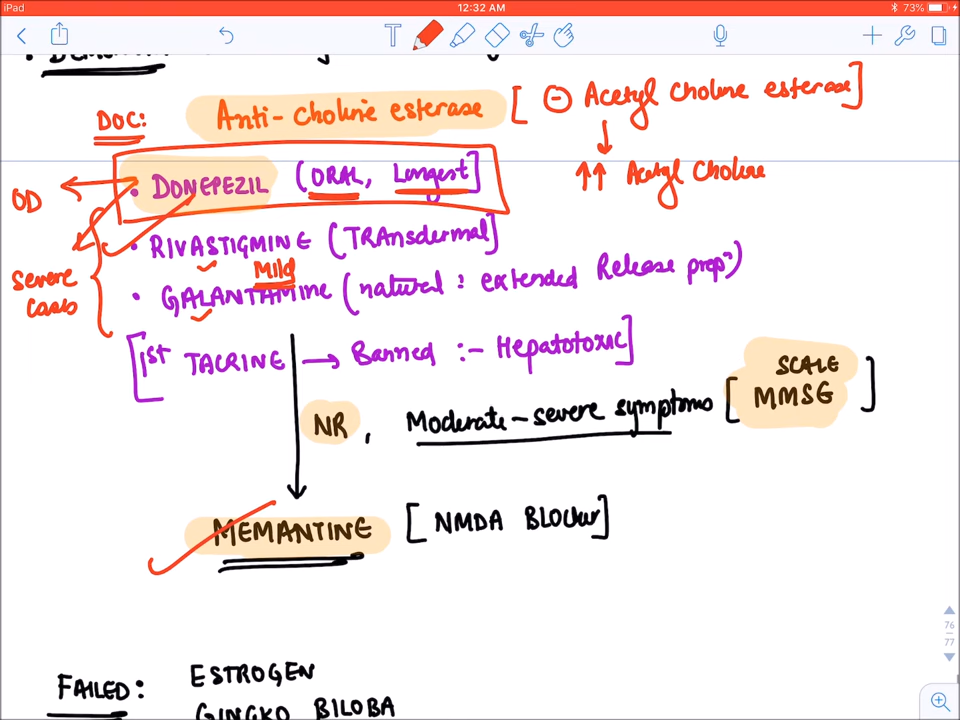 iPad 12:32 AM 73%
DOC: Anti-choline esterase [ ⊖ Acetyl choline esterase]
↓
↑↑ Acetyl Choline
OD ← • DONEPEZIL (ORAL, Longest]
• RIVASTIGMINE (TRAnsdermal)
Severe cases
Mild
• GALANTAMINE (natural : extended Release prepn)
[1st TACRINE → Banned :- Hepatotoxic]
NR, Moderate-severe symptoms [SCALE
MMSE]
MEMANTINE [NMDA BLOcker]
76
77
FAILED: ESTROGEN
GINGKO BILOBA